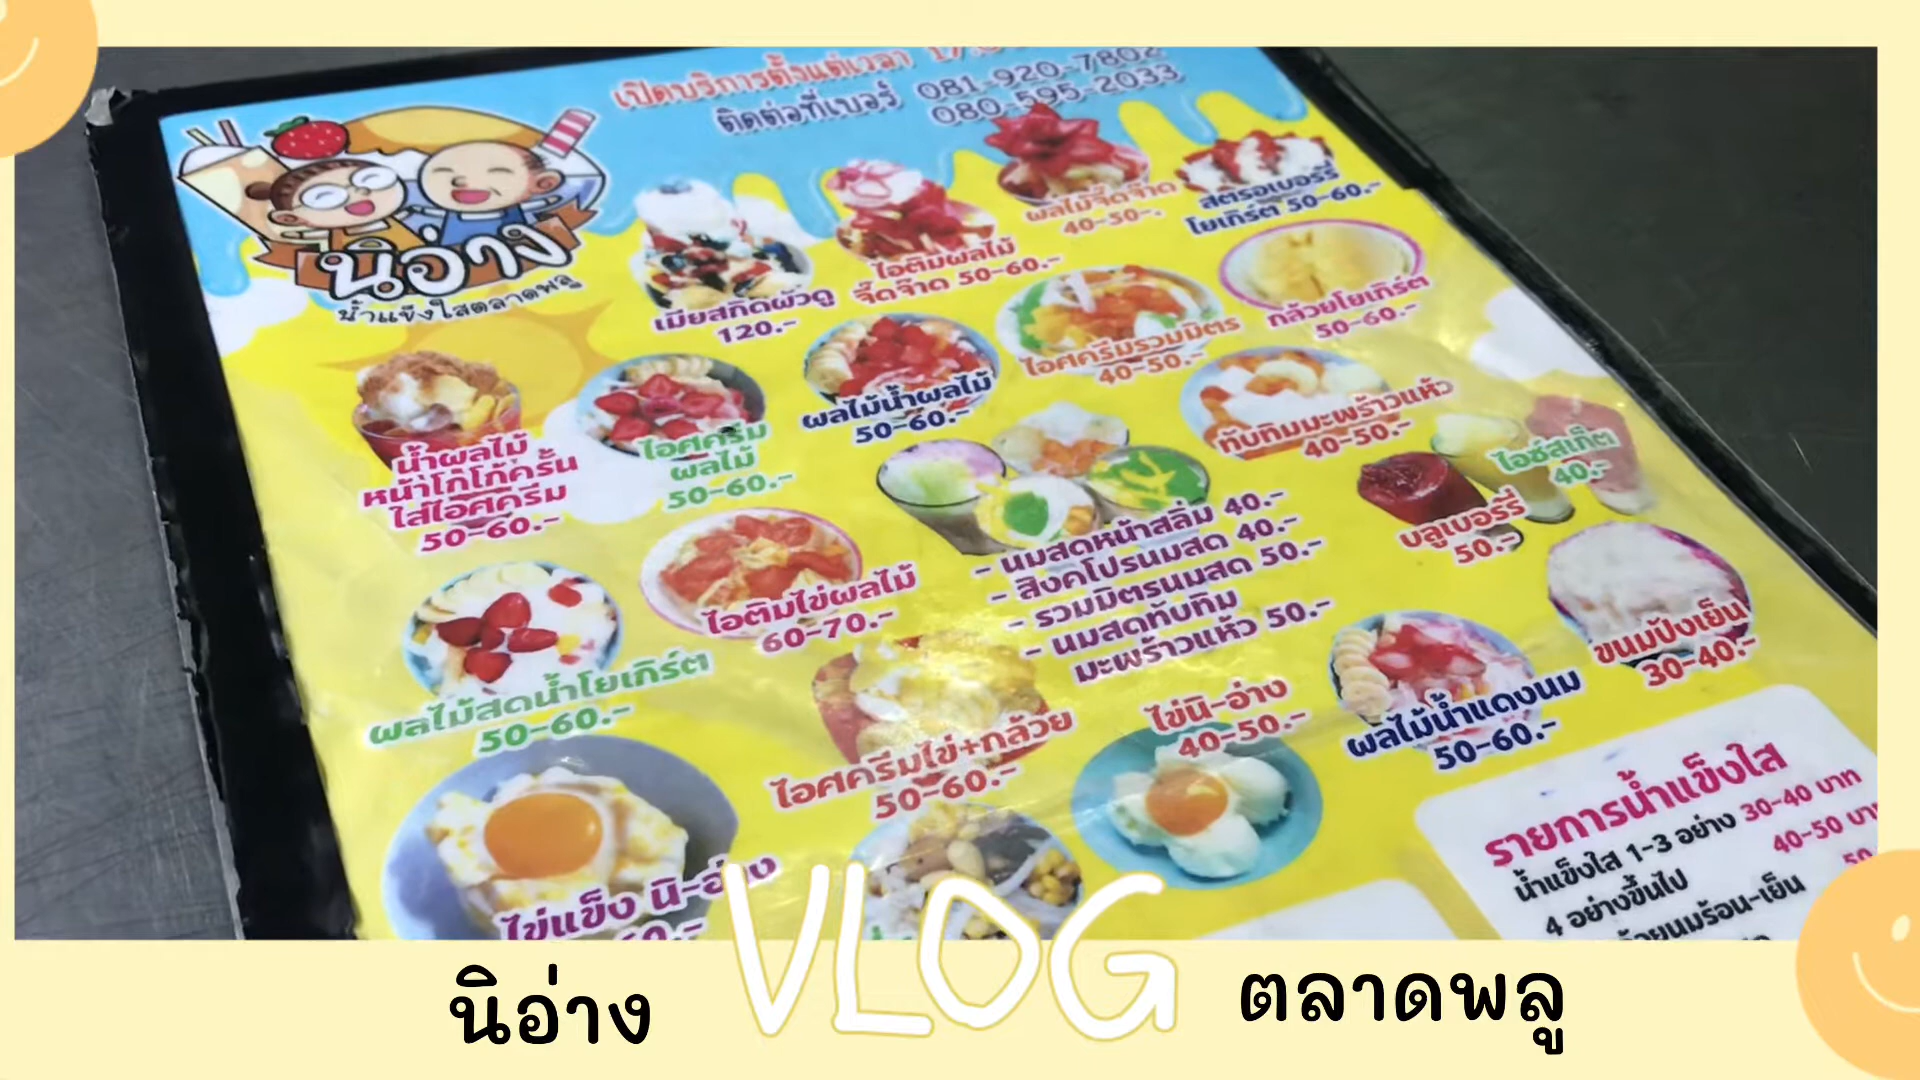 เปิดบริการตั้งแต่เวลา
ติดต่อที่เบอร์ 081-920-7802
080-595-2033
นิอ่าง
น้ำแข็งใสตลาดพลู
เมียสกิดผัวดู
120.-
ไอติมผลไม้
จี๊ดจ๊าด 50-60.-
ผลไม้จี๊ดจ๊าด
40-50-.
สตรอเบอร์รี่
โยเกิร์ต 50-60.-
น้ำผลไม้
หน้าโกโก้ครั้น
ใส่ไอศครีม
50-60.-
ไอศครีม
ผลไม้
50-60.-
ผลไม้น้ำผลไม้
50-60.-
ไอศครีมรวมมิตร
40-50.-
กล้วยโยเกิร์ต
50-60.-
ทับทิมมะพร้าวแห้ว
40-50.-
ไอซ์สเก็ต
40.-
บลูเบอร์รี่
50.-
ผลไม้สดน้ำโยเกิร์ต
50-60.-
ไอติมไข่ผลไม้
60-70.-
- นมสดหน้าสลิ่ม 40.-
- สิงคโปรนมสด 40.-
- รวมมิตรนมสด 50.-
- นมสดทับทิม
มะพร้าวแห้ว 50.-
ขนมปังเย็น
30-40.-
ไอศครีมไข่+กล้วย
50-60.-
ไข่นิ-อ่าง
40-50.-
ผลไม้น้ำแดงนม
50-60.-
ไข่แข็ง นิ-อ่าง
รายการน้ำแข็งใส
น้ำแข็งใส 1-3 อย่าง 30-40 บาท
4 อย่างขึ้นไป 40-50
นิอ่าง VLOG ตลาดพลู